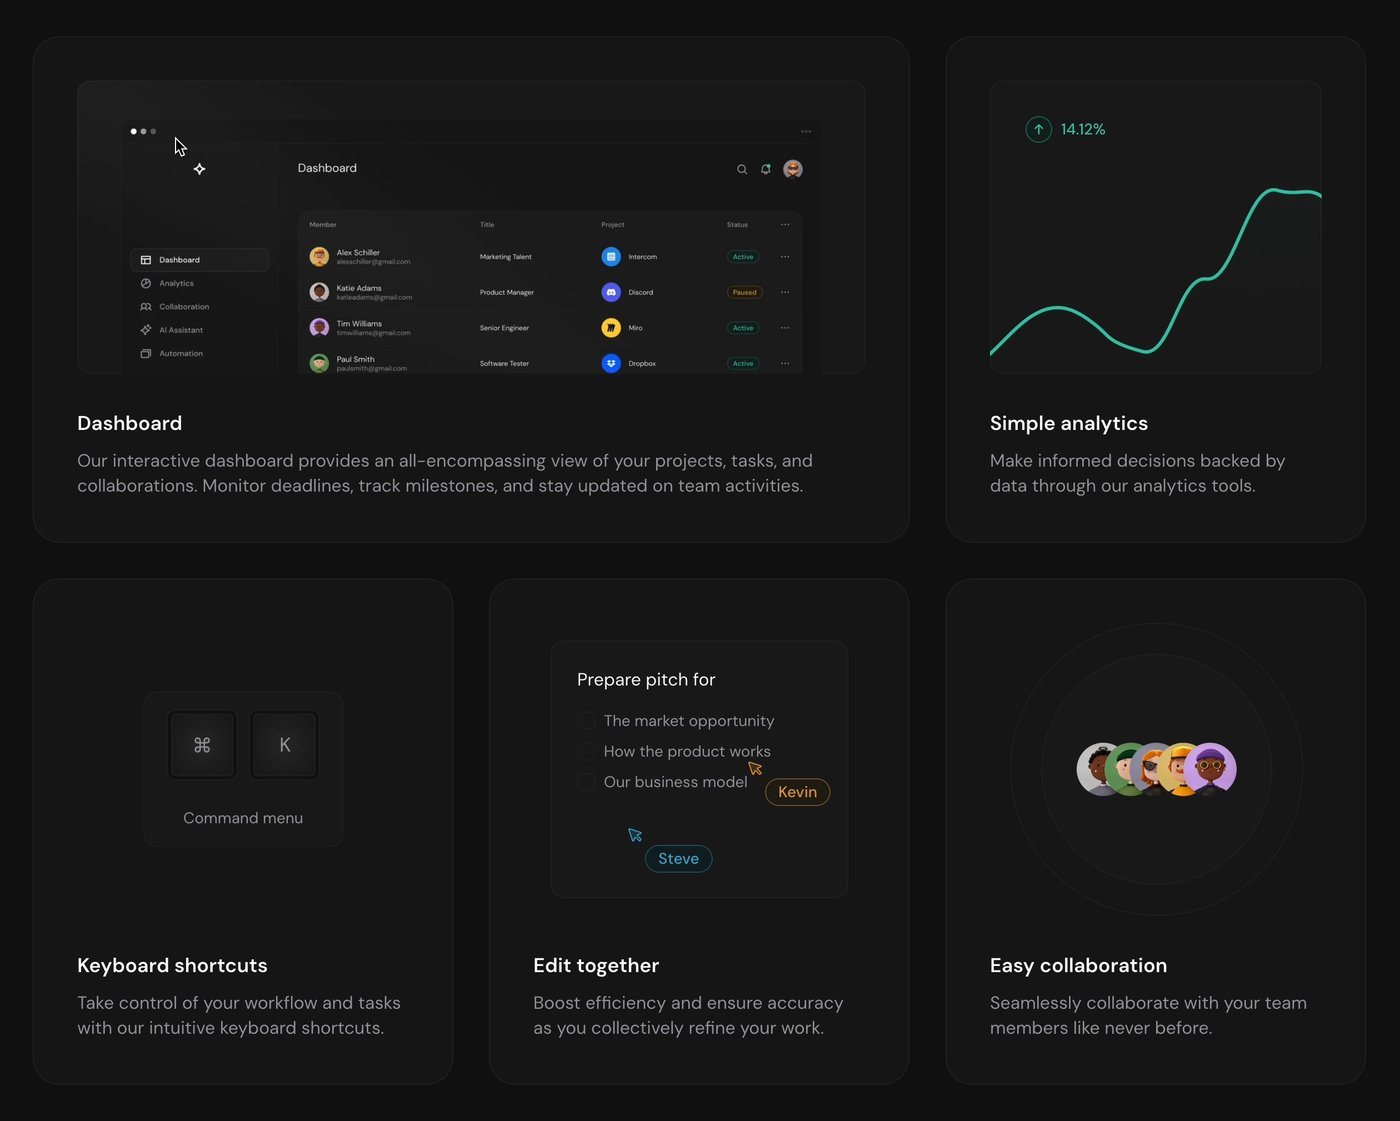 Dashboard
Member Title Project Status
Dashboard
Analytics
Collaboration
AI Assistant
Automation
Alex Schiller
alexschiller@gmail.com
Marketing Talent
Intercom
Active
Katie Adams
katieadams@gmail.com
Product Manager
Discord
Paused
Tim Williams
timwilliams@gmail.com
Senior Engineer
Miro
Active
Paul Smith
paulsmith@gmail.com
Software Tester
Dropbox
Active
Dashboard
Our interactive dashboard provides an all-encompassing view of your projects, tasks, and
collaborations. Monitor deadlines, track milestones, and stay updated on team activities.
14.12%
Simple analytics
Make informed decisions backed by
data through our analytics tools.
⌘ K
Command menu
Keyboard shortcuts
Take control of your workflow and tasks
with our intuitive keyboard shortcuts.
Prepare pitch for
The market opportunity
How the product works
Our business model
Kevin
Steve
Edit together
Boost efficiency and ensure accuracy
as you collectively refine your work.
Easy collaboration
Seamlessly collaborate with your team
members like never before.